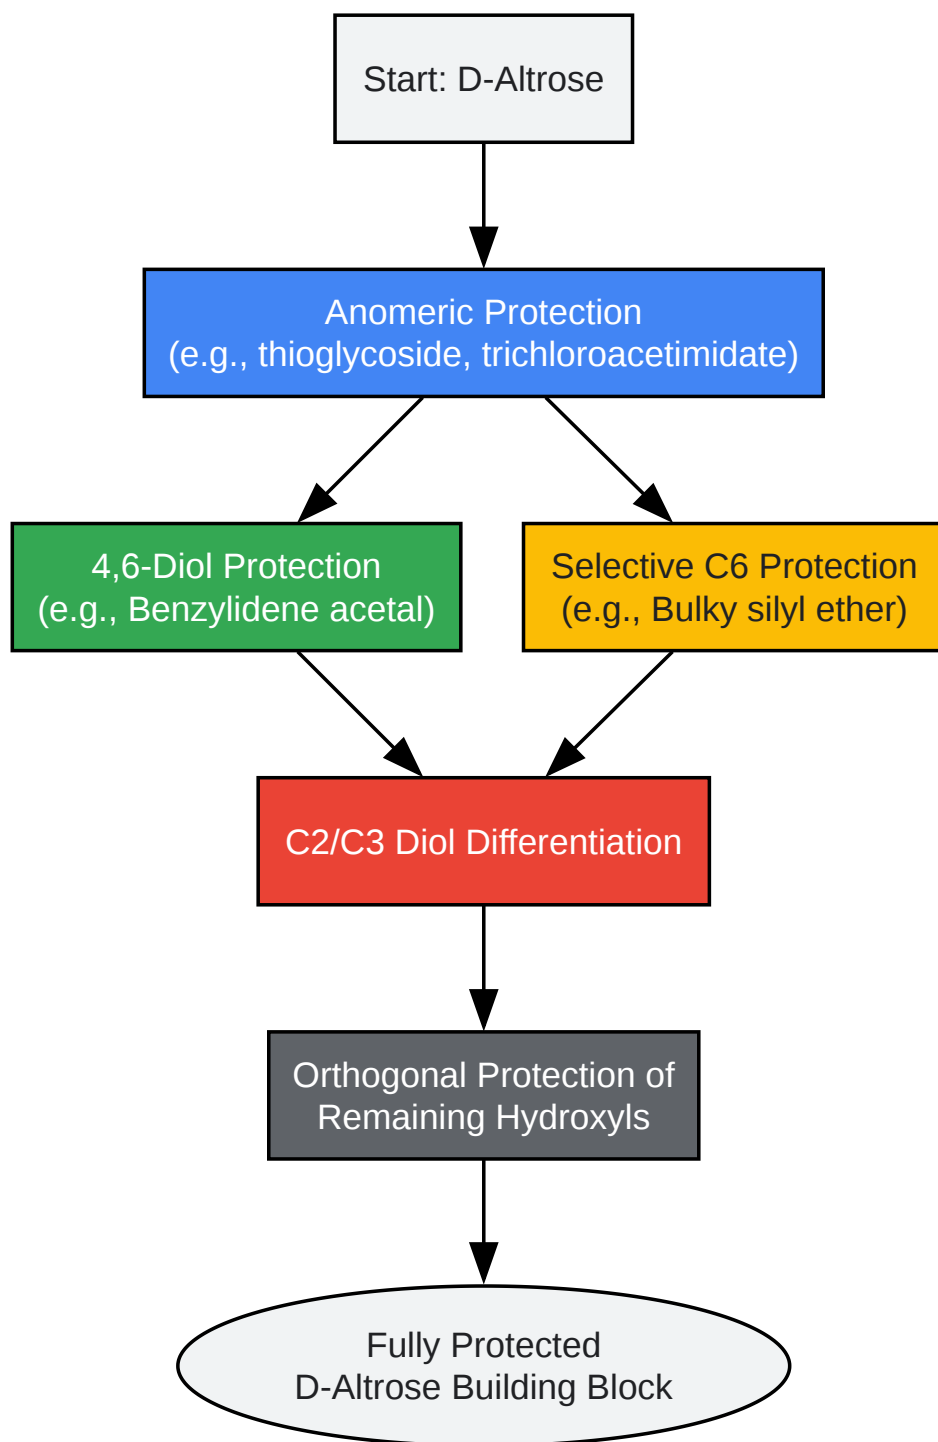 Start: D-Altrose
Anomeric Protection
(e.g., thioglycoside, trichloroacetimidate)
4,6-Diol Protection
(e.g., Benzylidene acetal)
Selective C6 Protection
(e.g., Bulky silyl ether)
C2/C3 Diol Differentiation
Orthogonal Protection of
Remaining Hydroxyls
Fully Protected
D-Altrose Building Block